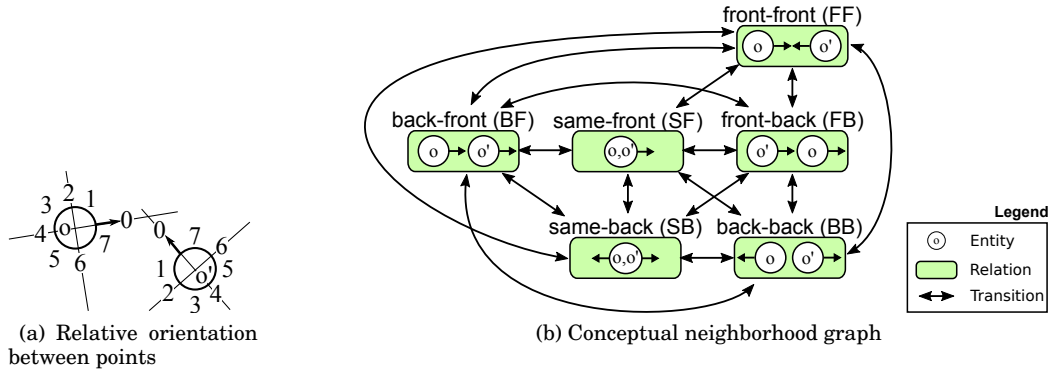 front-front (FF)
o o'
back-front (BF) same-front (SF) front-back (FB)
o o' o,o' o' o
same-back (SB) back-back (BB)
o,o' o o'
3 2 1
4 o 0
5 6 7
0 7 6
1 5
2 o'
3 4
Legend
o Entity
Relation
Transition
(a) Relative orientation
between points
(b) Conceptual neighborhood graph